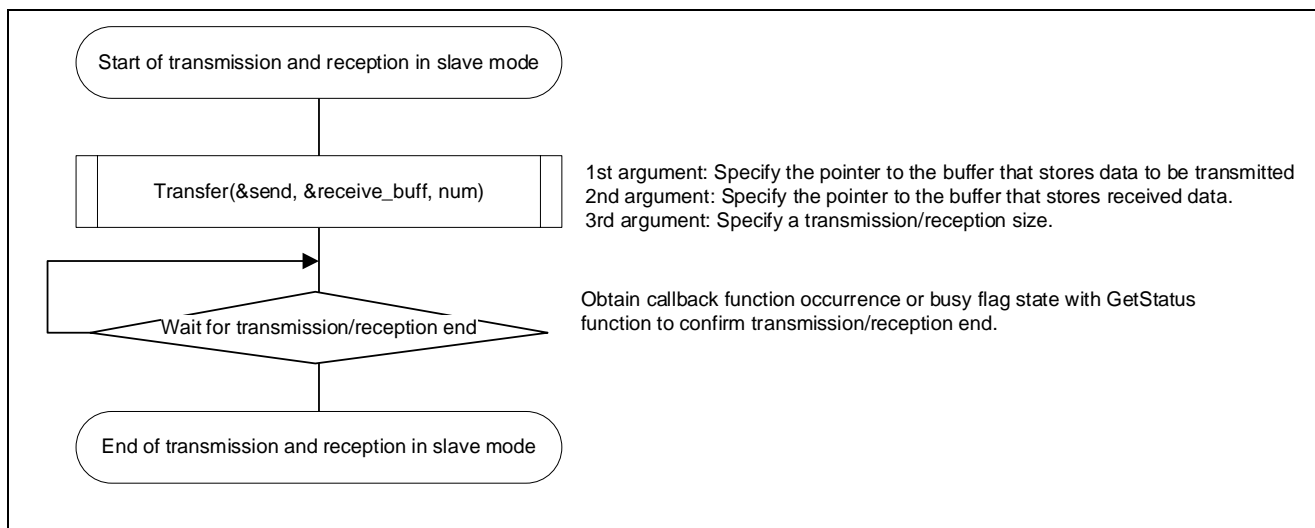 Start of transmission and reception in slave mode
Transfer(&send, &receive_buff, num)
1st argument: Specify the pointer to the buffer that stores data to be transmitted
2nd argument: Specify the pointer to the buffer that stores received data.
3rd argument: Specify a transmission/reception size.
Wait for transmission/reception end
Obtain callback function occurrence or busy flag state with GetStatus
function to confirm transmission/reception end.
End of transmission and reception in slave mode